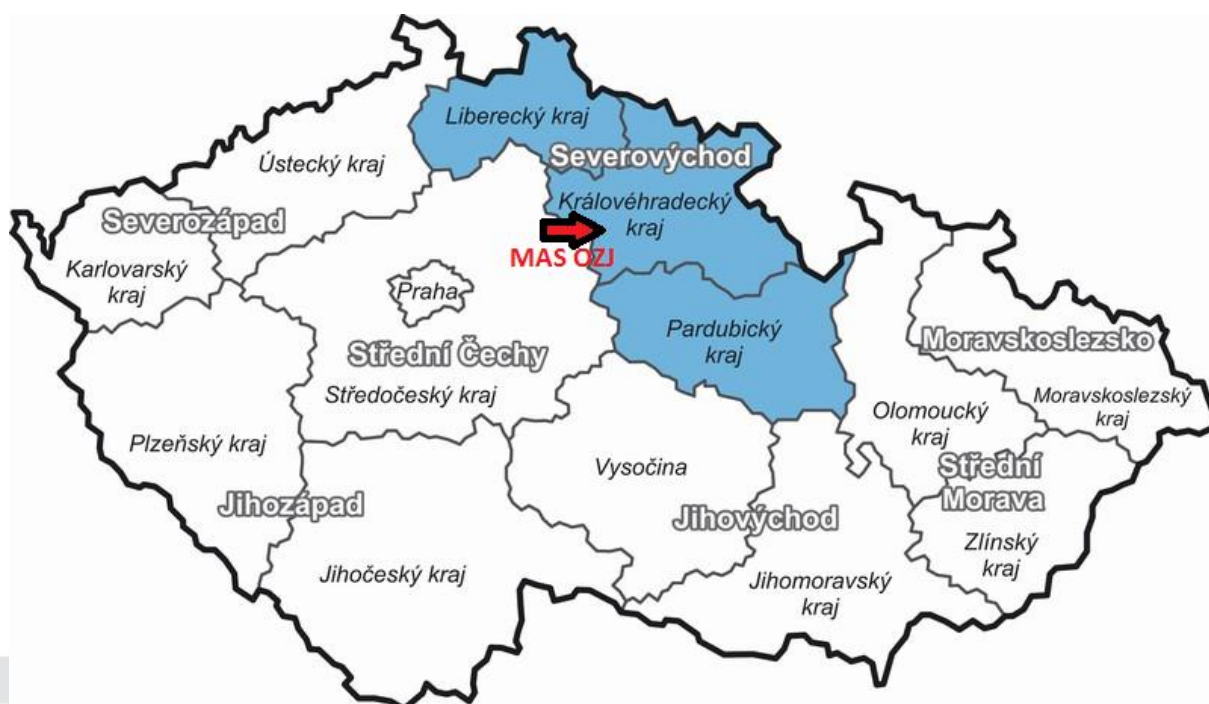 Liberecký kraj
Severovýchod
Ústecký kraj
Královéhradecký
kraj
Severozápad
MAS OZJ
Karlovarský
kraj
Praha
Pardubický
kraj
Moravskoslezsko
Střední Čechy
Středočeský kraj
Moravskoslezský
kraj
Olomoucký
kraj
Plzeňský kraj
Vysočina
Střední
Morava
Jihozápad
Jihovýchod
Zlínský
kraj
Jihočeský kraj
Jihomoravský
kraj